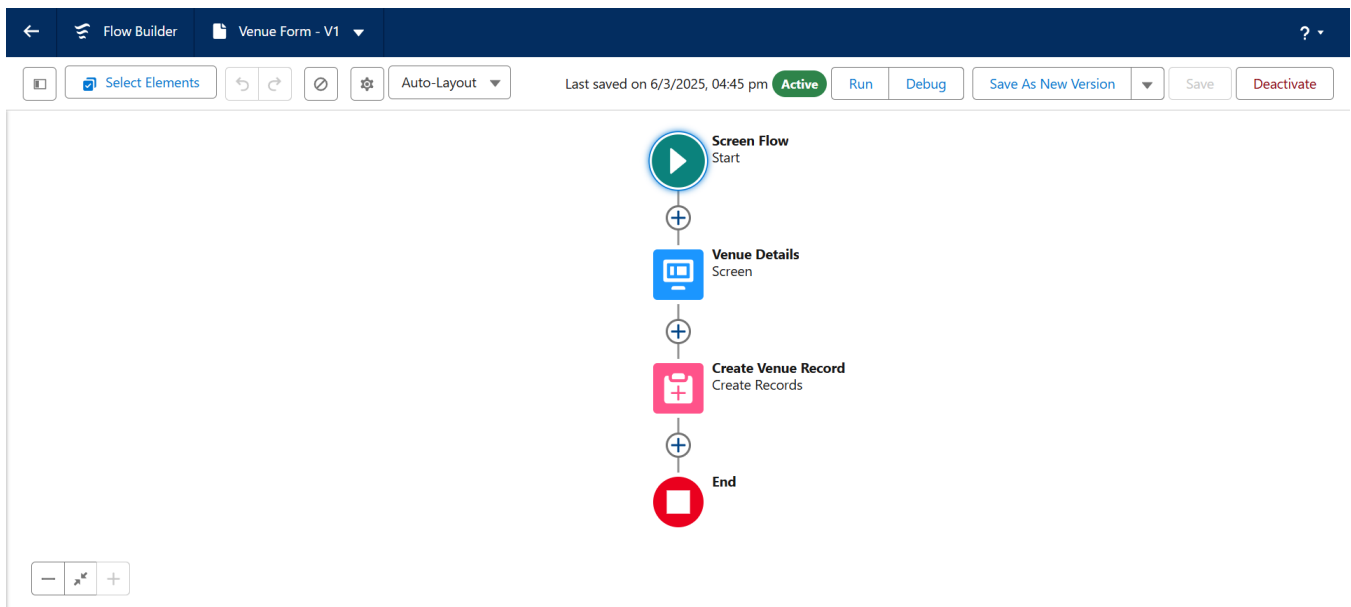 Flow Builder Venue Form - V1 ?
Select Elements Auto-Layout Last saved on 6/3/2025, 04:45 pm Active Run Debug Save As New Version Save Deactivate
Screen Flow
Start
Venue Details
Screen
Create Venue Record
Create Records
End